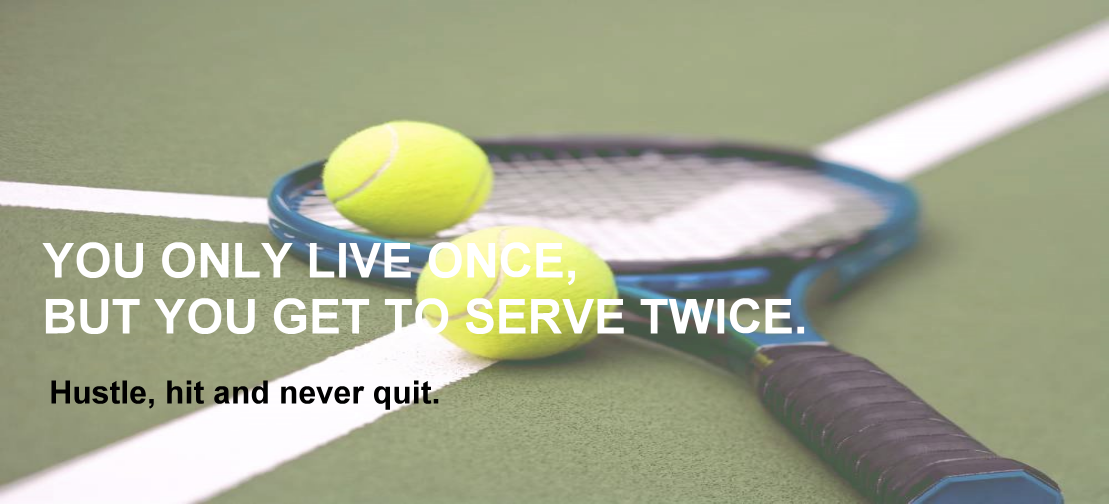 YOU ONLY LIVE ONCE,
BUT YOU GET TO SERVE TWICE.
Hustle, hit and never quit.